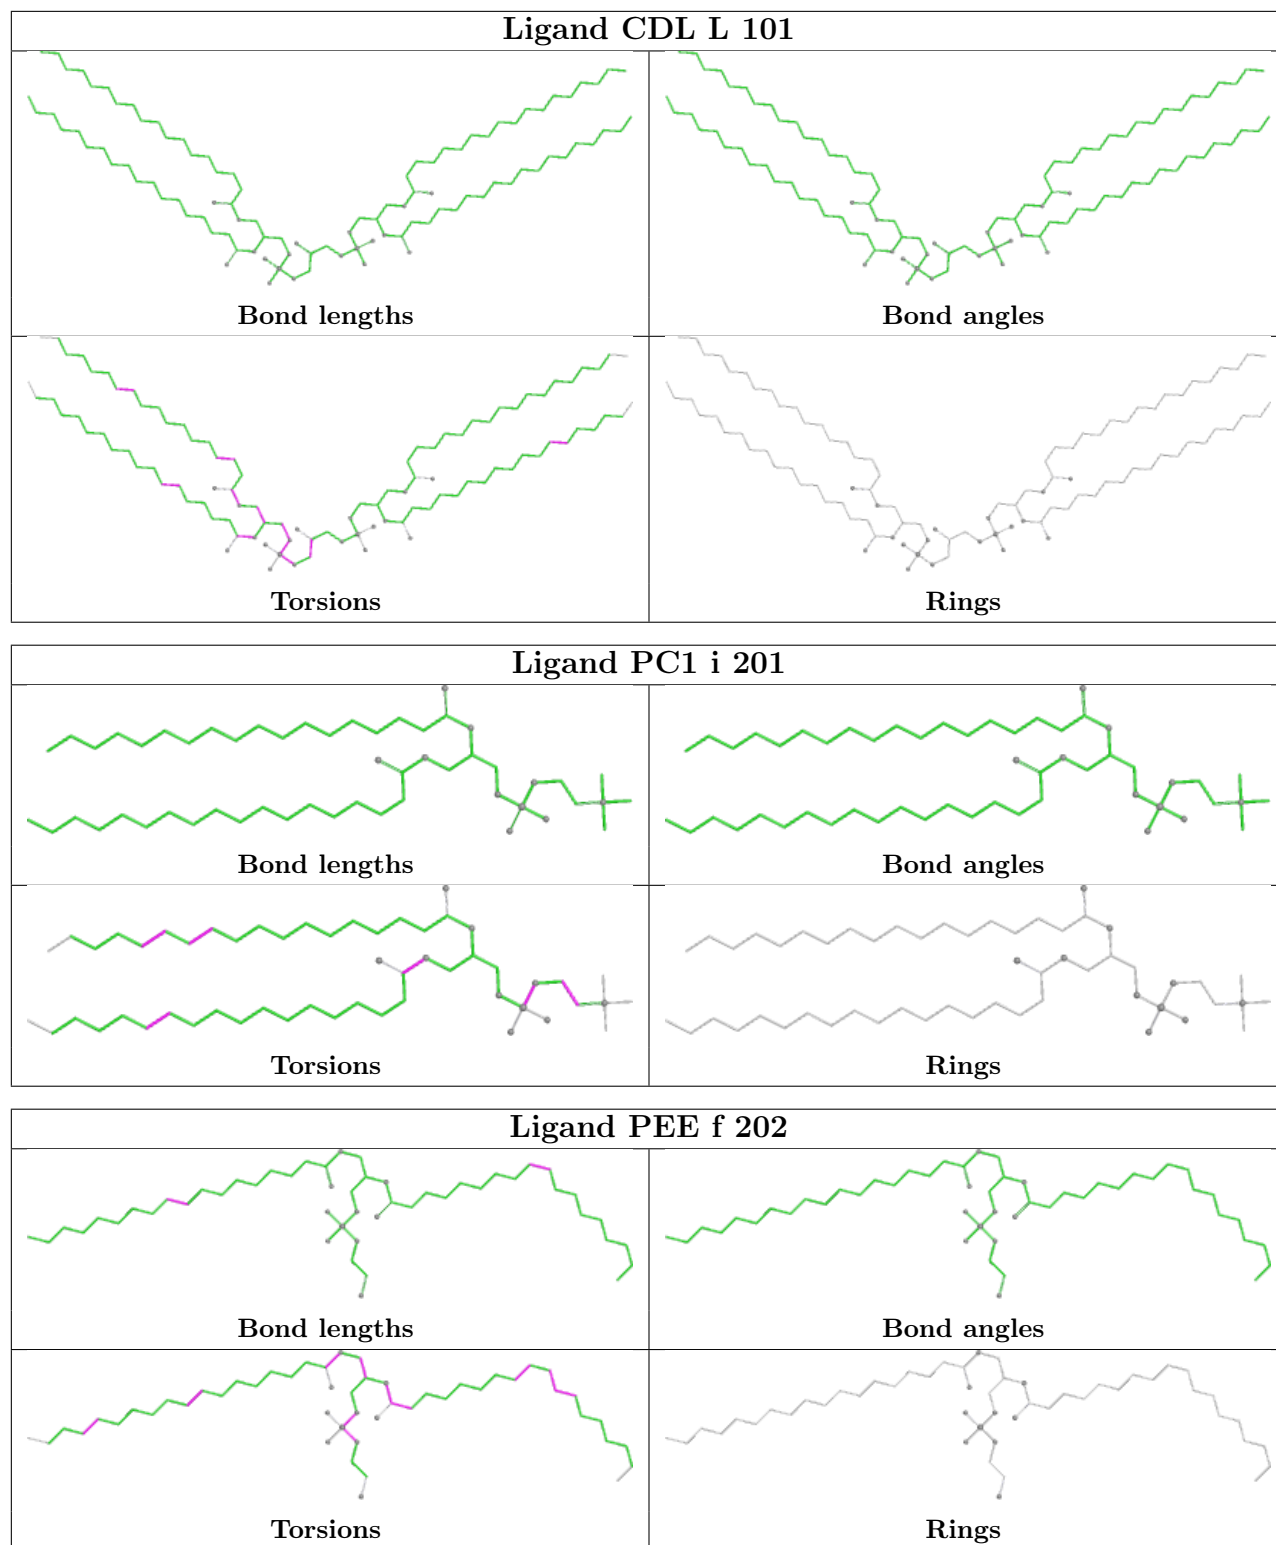 Ligand CDL L 101
Bond lengths
Bond angles
Torsions
Rings
Ligand PC1 i 201
Bond lengths
Bond angles
Torsions
Rings
Ligand PEE f 202
Bond lengths
Bond angles
Torsions
Rings